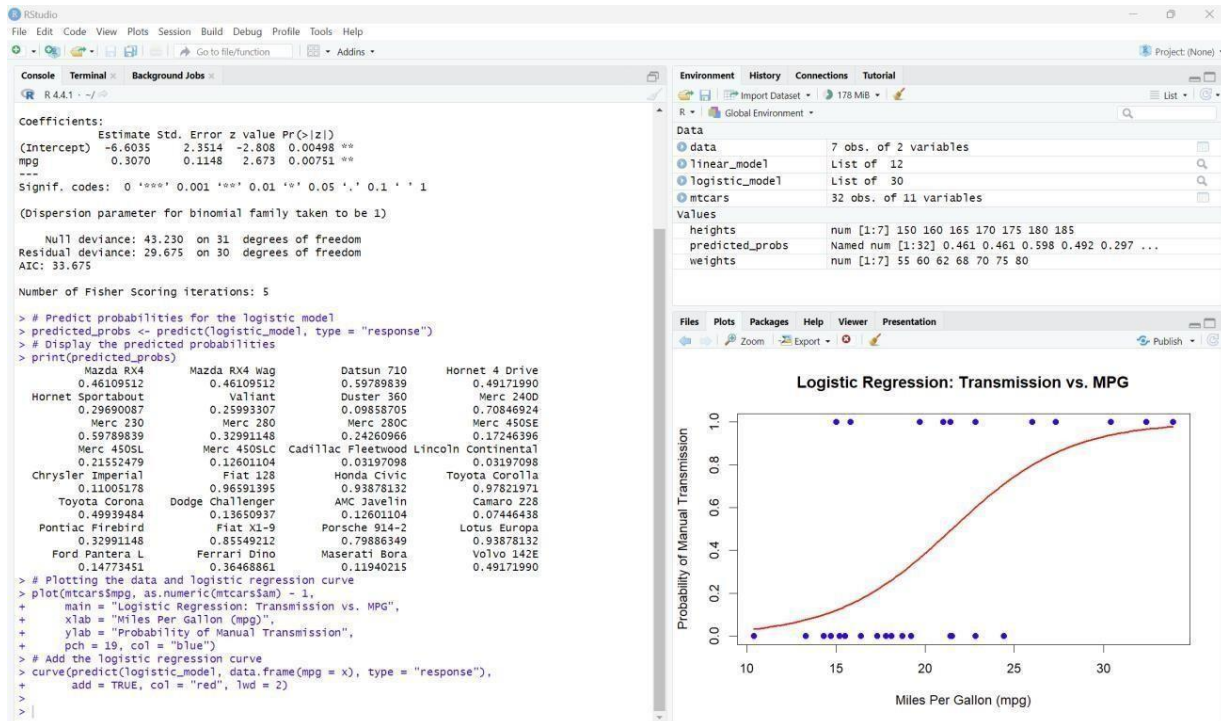 RStudio
File Edit Code View Plots Session Build Debug Profile Tools Help
Go to file/function Addins Project: (None)
Console Terminal Background Jobs
R 4.4.1 · ~/
Coefficients:
            Estimate Std. Error z value Pr(>|z|)
(Intercept)  -6.6035     2.3514  -2.808  0.00498 **
mpg           0.3070     0.1148   2.673  0.00751 **
---
Signif. codes:  0 ‘***’ 0.001 ‘**’ 0.01 ‘*’ 0.05 ‘.’ 0.1 ‘ ’ 1
(Dispersion parameter for binomial family taken to be 1)
    Null deviance: 43.230  on 31  degrees of freedom
Residual deviance: 29.675  on 30  degrees of freedom
AIC: 33.675
Number of Fisher Scoring iterations: 5
> # Predict probabilities for the logistic model
> predicted_probs <- predict(logistic_model, type = "response")
> # Display the predicted probabilities
> print(predicted_probs)
Mazda RX4 Mazda RX4 Wag Datsun 710 Hornet 4 Drive
0.46109512 0.46109512 0.59789839 0.49171990
Hornet Sportabout Valiant Duster 360 Merc 240D
0.29690087 0.25993307 0.09858705 0.70846924
Merc 230 Merc 280 Merc 280C Merc 450SE
0.59789839 0.32991148 0.24260966 0.17246396
Merc 450SL Merc 450SLC Cadillac Fleetwood Lincoln Continental
0.21552479 0.12601104 0.03197098 0.03197098
Chrysler Imperial Fiat 128 Honda Civic Toyota Corolla
0.11005178 0.96591395 0.93878132 0.97821971
Toyota Corona Dodge Challenger AMC Javelin Camaro Z28
0.49939484 0.13650937 0.12601104 0.07446438
Pontiac Firebird Fiat X1-9 Porsche 914-2 Lotus Europa
0.32991148 0.85549212 0.79886349 0.93878132
Ford Pantera L Ferrari Dino Maserati Bora Volvo 142E
0.14773451 0.36468861 0.11940215 0.49171990
> # Plotting the data and logistic regression curve
> plot(mtcars$mpg, as.numeric(mtcars$am) - 1,
+      main = "Logistic Regression: Transmission vs. MPG",
+      xlab = "Miles Per Gallon (mpg)",
+      ylab = "Probability of Manual Transmission",
+      pch = 19, col = "blue")
> # Add the logistic regression curve
> curve(predict(logistic_model, data.frame(mpg = x), type = "response"),
+       add = TRUE, col = "red", lwd = 2)
>
>
Environment History Connections Tutorial
Import Dataset 178 MiB List
R Global Environment
Data
data 7 obs. of 2 variables
linear_model List of 12
logistic_model List of 30
mtcars 32 obs. of 11 variables
Values
heights num [1:7] 150 160 165 170 175 180 185
predicted_probs Named num [1:32] 0.461 0.461 0.598 0.492 0.297 ...
weights num [1:7] 55 60 62 68 70 75 80
Files Plots Packages Help Viewer Presentation
Zoom Export Publish
Logistic Regression: Transmission vs. MPG
Probability of Manual Transmission
1.0
0.8
0.6
0.4
0.2
0.0
10 15 20 25 30
Miles Per Gallon (mpg)